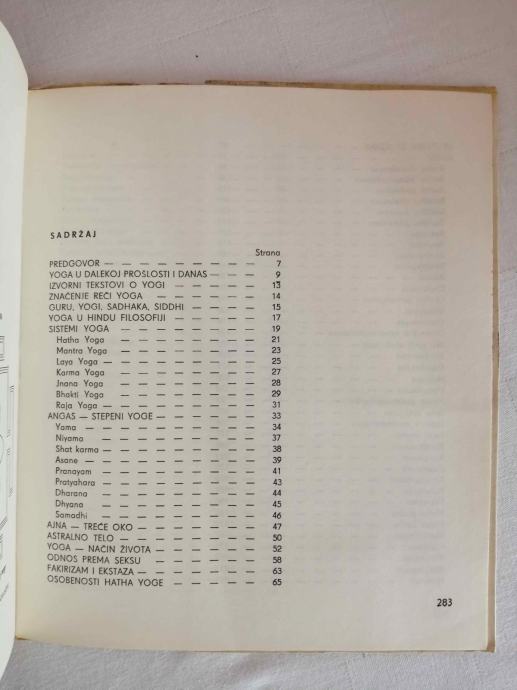 SADRŽAJ
Strana
PREDGOVOR — — — — — — — — — 7
YOGA U DALEKOJ PROSLOSTI I DANAS — — — 9
IZVORNI TEKSTOVI O YOGI — — — — — 13
ZNAČENJE REČI YOGA — — — — — — 14
GURU, YOGI, SADHAKA, SIDDHI — — — — 15
YOGA U HINDU FILOSOFIJI — — — — — 17
SISTEMI YOGA — — — — — — — — 19
Hatha Yoga — — — — — — — — 21
Mantra Yoga — — — — — — — — 23
Laya Yoga — — — — — — — — — 25
Karma Yoga — — — — — — — — 27
Jnana Yoga — — — — — — — — 28
Bhakti Yoga — — — — — — — — 29
Raja Yoga — — — — — — — — — 31
ANGAS — STEPENI YOGE — — — — — — 33
Yama — — — — — — — — — — 34
Niyama — — — — — — — — — 37
Shat karma — — — — — — — — — 38
Asane — — — — — — — — — — 39
Pranayam — — — — — — — — — 41
Pratyahara — — — — — — — — — 43
Dharana — — — — — — — — — 44
Dhyana — — — — — — — — — 45
Samadhi — — — — — — — — — 46
AJNA — TREĆE OKO — — — — — — — 47
ASTRALNO TELO — — — — — — — — 50
YOGA — NAČIN ŽIVOTA — — — — — — 52
ODNOS PREMA SEKSU — — — — — — 58
FAKIRIZAM I EKSTAZA — — — — — — — 63
OSOBENOSTI HATHA YOGE — — — — — 65
283